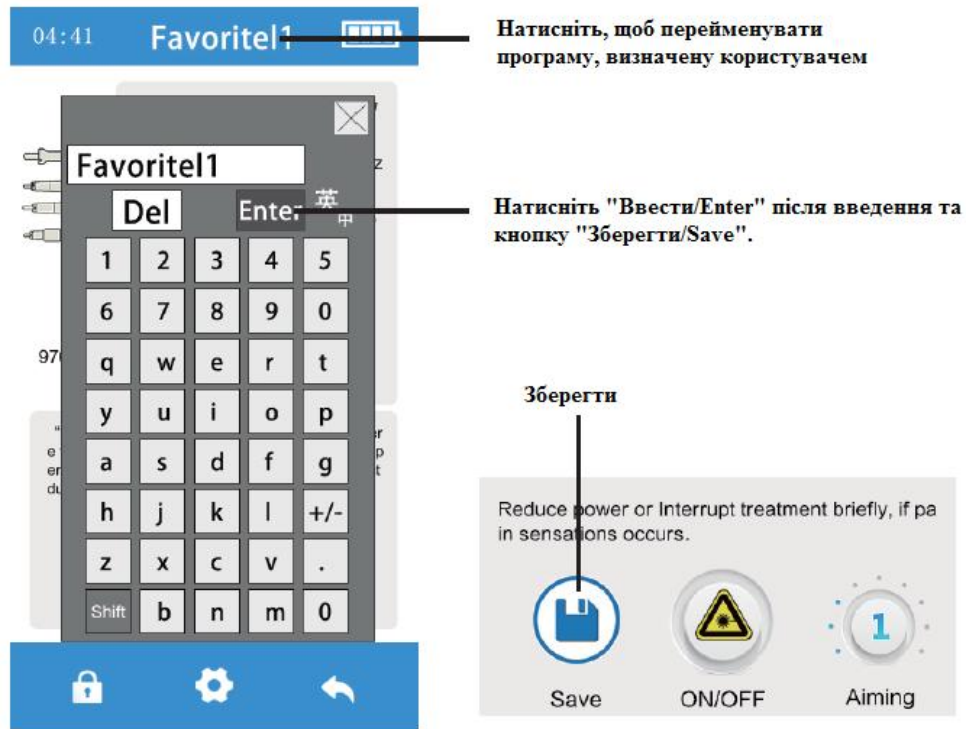 04:41 Favoritel1
Натисніть, щоб перейменувати
програму, визначену користувачем
Favoritel1
Del Enter 英
中
Натисніть "Ввести/Enter" після введення та
кнопку "Зберегти/Save".
1 2 3 4 5
6 7 8 9 0
q w e r t
y u i o p
a s d f g
h j k l +/-
z x c v .
Shift b n m 0
Зберегти
Reduce power or Interrupt treatment briefly, if pa
in sensations occurs.
1
Save ON/OFF Aiming